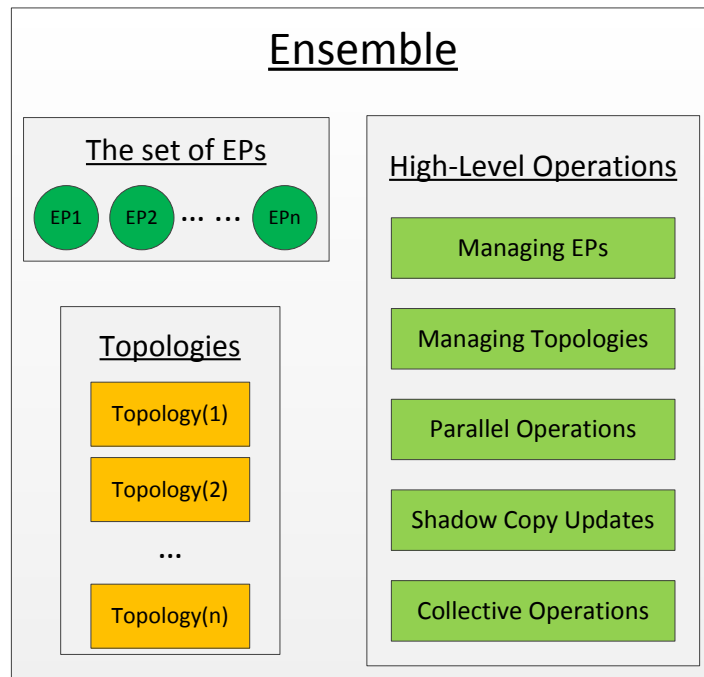 Ensemble
The set of EPs
EP1 EP2 ... ... EPn
Topologies
Topology(1)
Topology(2)
...
Topology(n)
High-Level Operations
Managing EPs
Managing Topologies
Parallel Operations
Shadow Copy Updates
Collective Operations